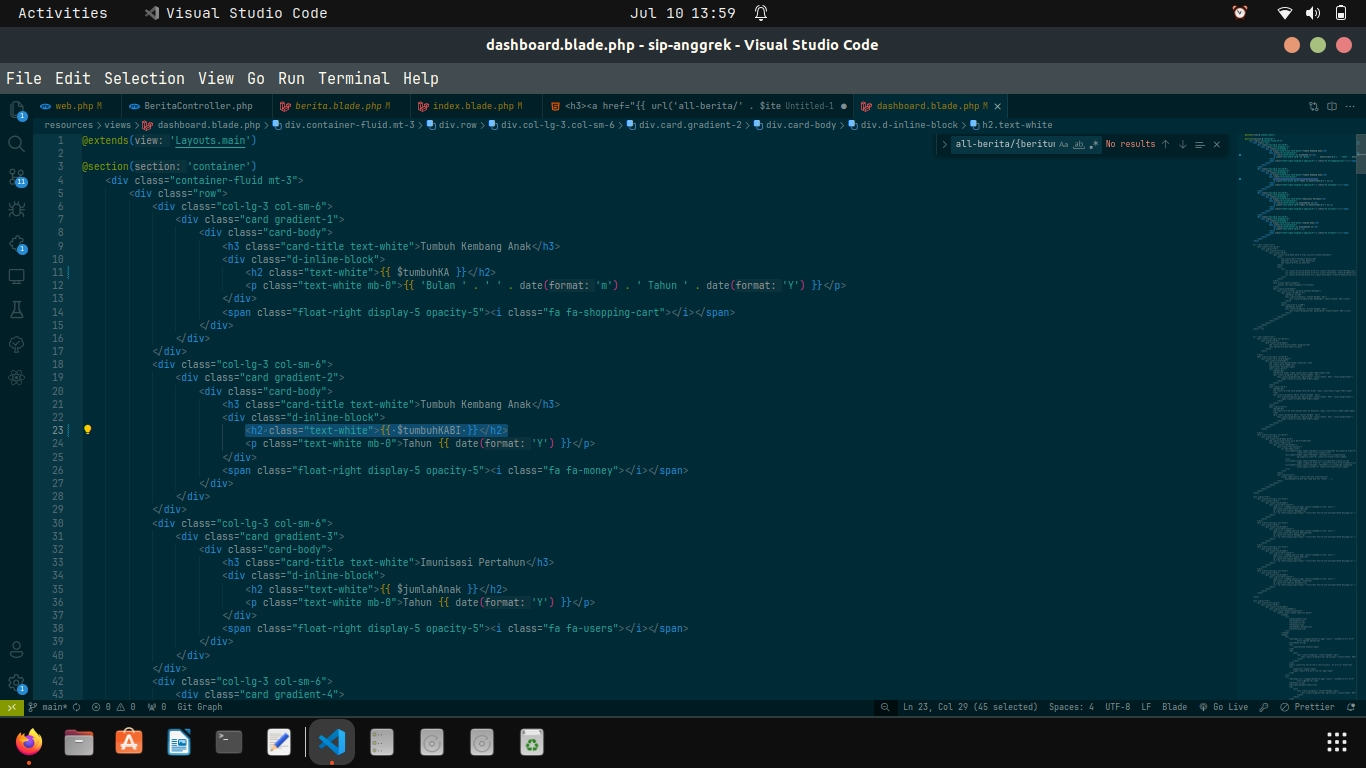 Activities
Visual Studio Code
Jul 10 13:59
dashboard.blade.php - sip-anggrek - Visual Studio Code
File Edit Selection View Go Run Terminal Help
web.php M
BeritaController.php
berita.blade.php M
index.blade.php M
<h3><a href="{{ url('all-berita/' . $ite Untitled-1
dashboard.blade.php M
resources > views > dashboard.blade.php > div.container-fluid.mt-3 > div.row > div.col-lg-3.col-sm-6 > div.card.gradient-2 > div.card-body > div.d-inline-block > h2.text-white
No results
1 @extends(view: 'Layouts.main')
2
3 @section(section: 'container')
4 <div class="container-fluid mt-3">
5 <div class="row">
6 <div class="col-lg-3 col-sm-6">
7 <div class="card gradient-1">
8 <div class="card-body">
9 <h3 class="card-title text-white">Tumbuh Kembang Anak</h3>
10 <div class="d-inline-block">
11 <h2 class="text-white">{{ $tumbuhKA }}</h2>
12 <p class="text-white mb-0">{{ 'Bulan ' . ' ' . date(format: 'm') . ' Tahun ' . date(format: 'Y') }}</p>
13 </div>
14 <span class="float-right display-5 opacity-5"><i class="fa fa-shopping-cart"></i></span>
15 </div>
16 </div>
17 </div>
18 <div class="col-lg-3 col-sm-6">
19 <div class="card gradient-2">
20 <div class="card-body">
21 <h3 class="card-title text-white">Tumbuh Kembang Anak</h3>
22 <div class="d-inline-block">
23 <h2 class="text-white">{{ $tumbuhKABI }}</h2>
24 <p class="text-white mb-0">Tahun {{ date(format: 'Y') }}</p>
25 </div>
26 <span class="float-right display-5 opacity-5"><i class="fa fa-money"></i></span>
27 </div>
28 </div>
29 </div>
30 <div class="col-lg-3 col-sm-6">
31 <div class="card gradient-3">
32 <div class="card-body">
33 <h3 class="card-title text-white">Imunisasi Pertahun</h3>
34 <div class="d-inline-block">
35 <h2 class="text-white">{{ $jumlahAnak }}</h2>
36 <p class="text-white mb-0">Tahun {{ date(format: 'Y') }}</p>
37 </div>
38 <span class="float-right display-5 opacity-5"><i class="fa fa-users"></i></span>
39 </div>
40 </div>
41 </div>
42 <div class="col-lg-3 col-sm-6">
43 <div class="card gradient-4">
main* 0 0 0 Git Graph
Ln 23, Col 29 (45 selected) Spaces: 4 UTF-8 LF Blade Go Live Prettier